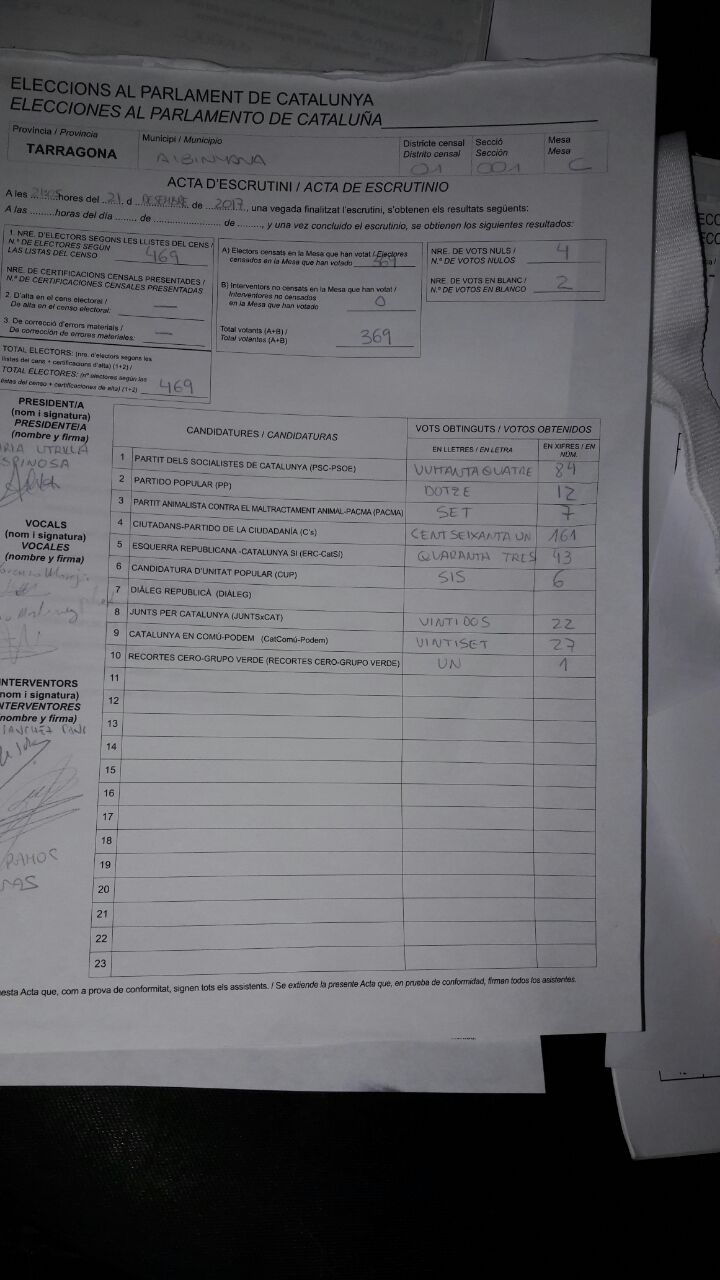 ELECCIONS AL PARLAMENT DE CATALUNYA
ELECCIONES AL PARLAMENTO DE CATALUÑA
Província / Provincia
TARRAGONA
Municipi / Municipio
ALBINYANA
Districte censal
Distrito censal
01
Secció
Sección
001
Mesa
Mesa
C
ACTA D'ESCRUTINI / ACTA DE ESCRUTINIO
A les hores del 21 d DESEMBRE de 2017, una vegada finalitzat l'escrutini, s'obtenen els resultats següents:
A las .........horas del día ....... de .................. de ........., y una vez concluido el escrutinio, se obtienen los siguientes resultados:
1. NRE. D'ELECTORS SEGONS LES LLISTES DEL CENS /
N.º DE ELECTORES SEGÚN
LAS LISTAS DEL CENSO
469
NRE. DE CERTIFICACIONS CENSALS PRESENTADES /
N.º DE CERTIFICACIONES CENSALES PRESENTADAS
2. D'alta en el cens electoral /
De alta en el censo electoral:
—
3. De correcció d'errors materials /
De corrección de errores materiales:
—
TOTAL ELECTORS: (nre. d'electors segons les
llistes del cens + certificacions d'alta) (1+2) /
TOTAL ELECTORES: (nº electores según las
listas del censo + certificaciones de alta) (1+2)
469
A) Electors censats en la Mesa que han votat / Electores
censados en la Mesa que han votado
369
B) Interventors no censats en la Mesa que han votat /
Interventores no censados
en la Mesa que han votado
0
Total votants (A+B) /
Total votantes (A+B)
369
NRE. DE VOTS NULS /
N.º DE VOTOS NULOS
4
NRE. DE VOTS EN BLANC /
N.º DE VOTOS EN BLANCO
2
PRESIDENT/A
(nom i signatura)
PRESIDENTE/A
(nombre y firma)
ESPINOSA
VOCALS
(nom i signatura)
VOCALES
(nombre y firma)
INTERVENTORS
(nom i signatura)
INTERVENTORES
(nombre y firma)
RAMOS
CANDIDATURES / CANDIDATURAS
VOTS OBTINGUTS / VOTOS OBTENIDOS
EN LLETRES / EN LETRA
EN XIFRES / EN NÚM.
1 PARTIT DELS SOCIALISTES DE CATALUNYA (PSC-PSOE) VUITANTA QUATRE 84
2 PARTIDO POPULAR (PP) DOTZE 12
3 PARTIT ANIMALISTA CONTRA EL MALTRACTAMENT ANIMAL-PACMA (PACMA) SET 7
4 CIUTADANS-PARTIDO DE LA CIUDADANÍA (C's) CENT SEIXANTA UN 161
5 ESQUERRA REPUBLICANA -CATALUNYA SÍ (ERC-CatSí) QUARANTA TRES 43
6 CANDIDATURA D'UNITAT POPULAR (CUP) SIS 6
7 DIÀLEG REPUBLICÀ (DIÀLEG)
8 JUNTS PER CATALUNYA (JUNTSxCAT) VINTIDOS 22
9 CATALUNYA EN COMÚ-PODEM (CatComú-Podem) VINTISET 27
10 RECORTES CERO-GRUPO VERDE (RECORTES CERO-GRUPO VERDE) UN 1
11
12
13
14
15
16
17
18
19
20
21
22
23
esta Acta que, com a prova de conformitat, signen tots els assistents. / Se extiende la presente Acta que, en prueba de conformidad, firman todos los asistentes.